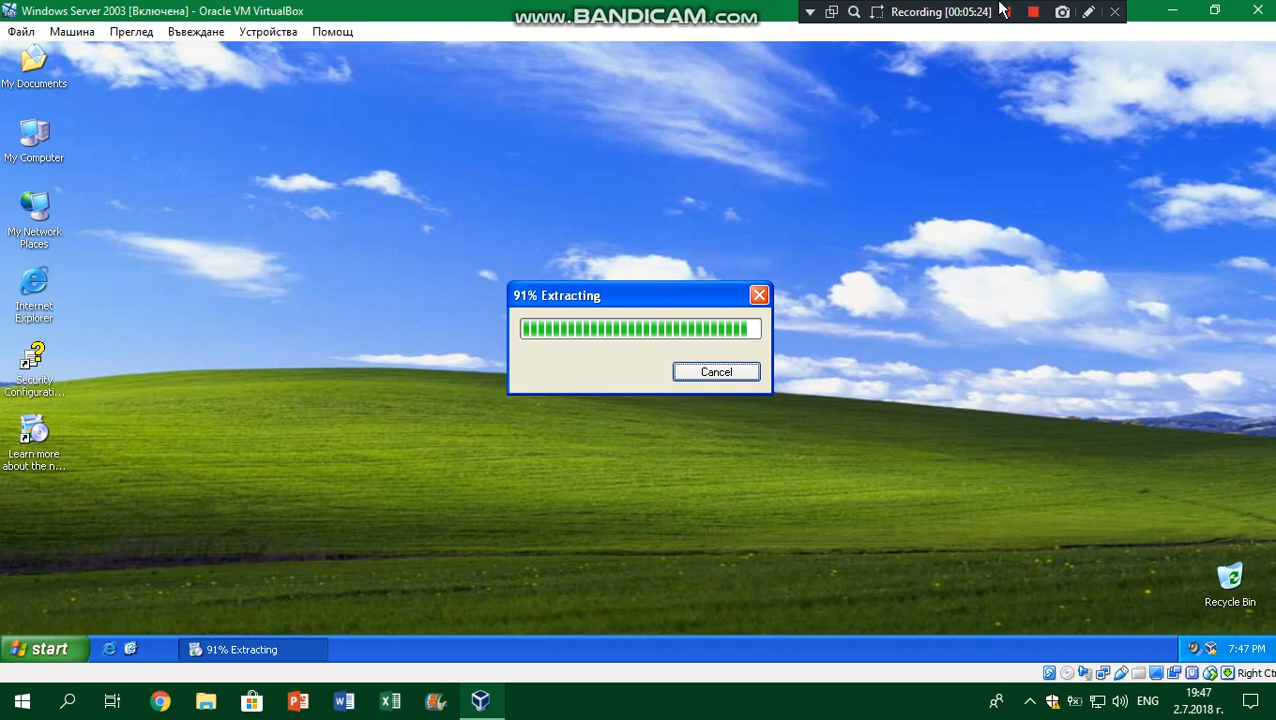 Windows Server 2003 [Включена] - Oracle VM VirtualBox
www.BANDICAM.com
Recording [00:05:24]
Файл Машина Преглед Въвеждане Устройства Помощ
My Documents
My Computer
My Network
Places
Internet
Explorer
Security
Configurati...
Learn more
about the n...
91% Extracting
Cancel
Recycle Bin
start
91% Extracting
7:47 PM
Right Ct
ENG
19:47
2.7.2018 г.